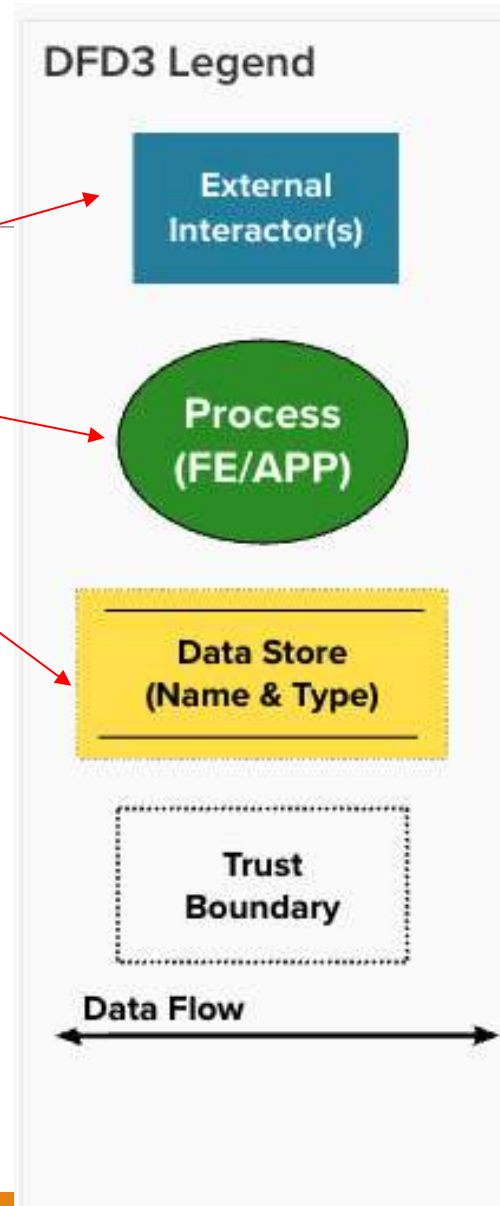 DFD3 Legend
External
Interactor(s)
Process
(FE/APP)
Data Store
(Name & Type)
Trust
Boundary
Data Flow